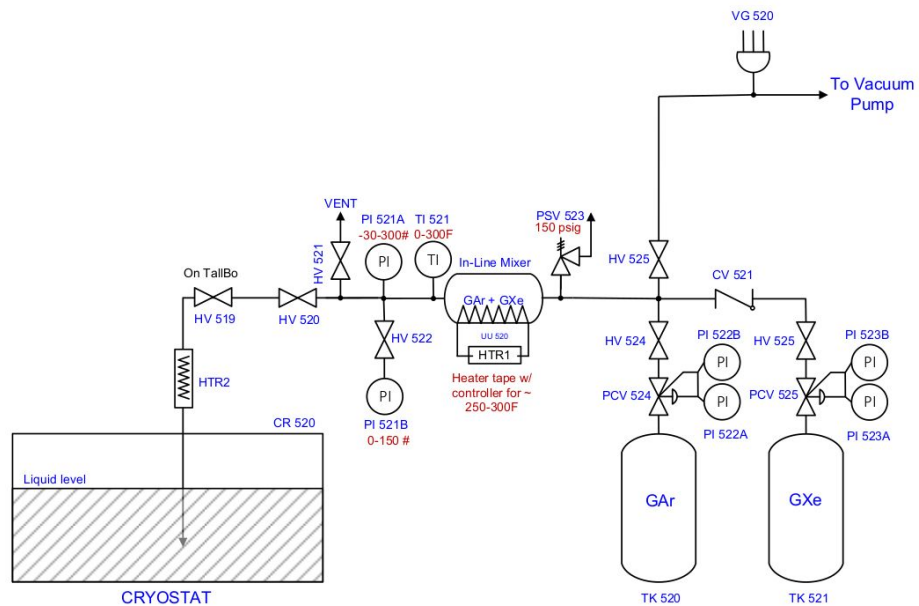 VG 520
To Vacuum
Pump
VENT
PI 521A
-30-300#
TI 521
0-300F
PSV 523
150 psig
HV 521
PI
TI
In-Line Mixer
HV 525
CV 521
On TallBo
GAr + GXe
HV 519
HV 520
HV 522
UU 520
HTR1
HV 524
PI 522B
HV 525
PI 523B
PI
PI
HTR2
Heater tape w/
controller for ~
250-300F
PCV 524
PCV 525
PI
PI 521B
0-150 #
PI
PI
PI 522A
PI 523A
CR 520
Liquid level
GAr
GXe
CRYOSTAT
TK 520
TK 521